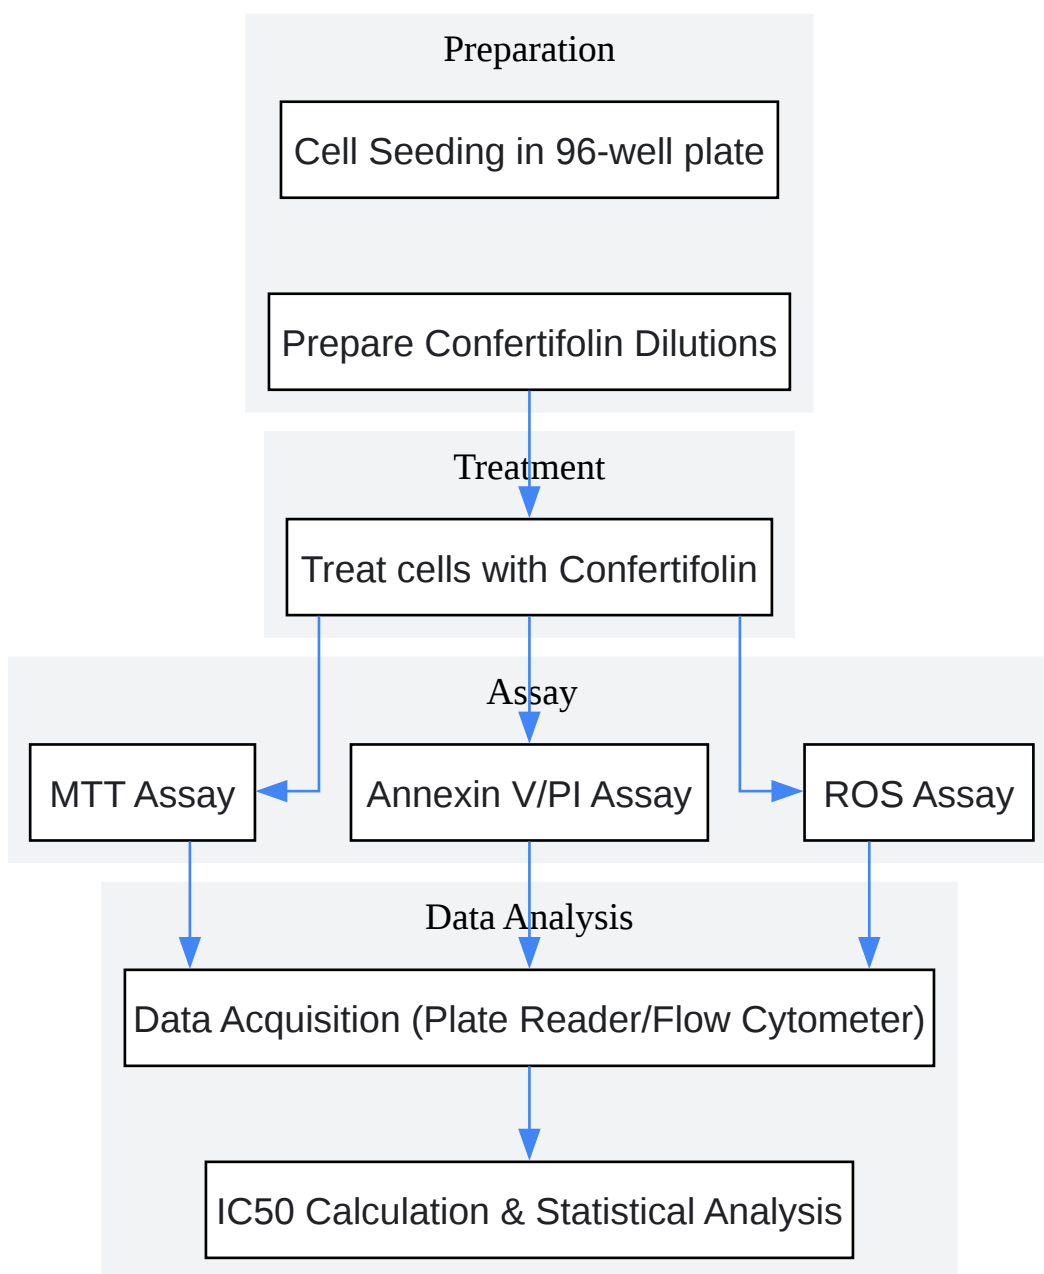 Preparation
Cell Seeding in 96-well plate
Prepare Confertifolin Dilutions
Treatment
Treat cells with Confertifolin
Assay
MTT Assay
Annexin V/PI Assay
ROS Assay
Data Analysis
Data Acquisition (Plate Reader/Flow Cytometer)
IC50 Calculation & Statistical Analysis